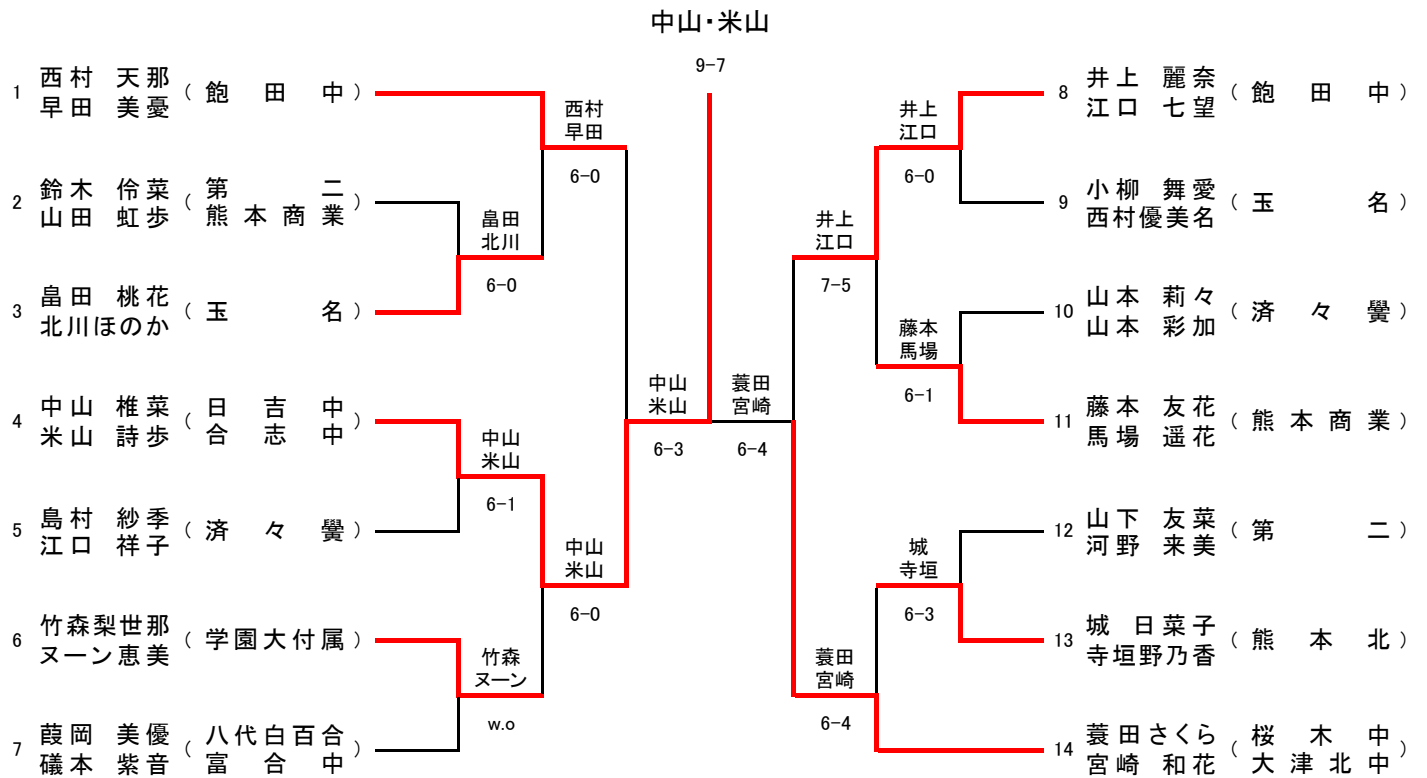 中山・米山
9-7
1 西村 天那 早田 美憂 （ 飽田中 ）
2 鈴木 伶菜 山田 虹歩 （ 第二 熊本商業 ）
3 畠田 桃花 北川ほのか （ 玉名 ）
4 中山 椎菜 米山 詩歩 （ 日吉中 合志中 ）
5 島村 紗季 江口 祥子 （ 済々黌 ）
6 竹森梨世那 ヌーン恵美 （ 学園大付属 ）
7 葭岡 美優 礒本 紫音 （ 八代白百合 富合中 ）
西村 早田
6-0
畠田 北川
6-0
中山 米山
6-1
中山 米山
6-0
竹森 ヌーン
w.o
中山 米山
6-3
蓑田 宮崎
6-4
井上 江口
6-0
井上 江口
7-5
藤本 馬場
6-1
城 寺垣
6-3
蓑田 宮崎
6-4
8 井上 麗奈 江口 七望 （ 飽田中 ）
9 小柳 舞愛 西村優美名 （ 玉名 ）
10 山本 莉々 山本 彩加 （ 済々黌 ）
11 藤本 友花 馬場 遥花 （ 熊本商業 ）
12 山下 友菜 河野 来美 （ 第二 ）
13 城 日菜子 寺垣野乃香 （ 熊本北 ）
14 蓑田さくら 宮崎 和花 （ 桜木中 大津北中 ）